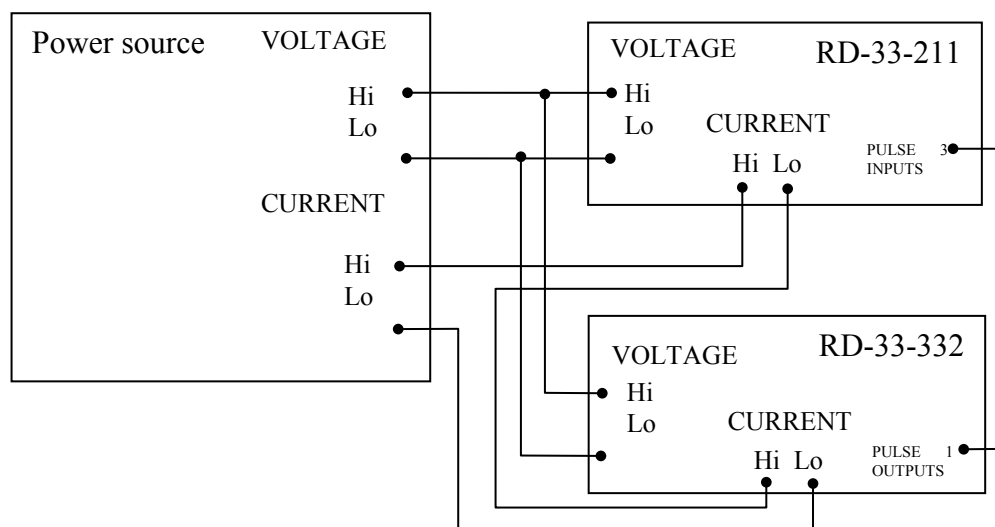 Power source
VOLTAGE
Hi
Lo
CURRENT
Hi
Lo
VOLTAGE
RD-33-211
Hi
Lo
CURRENT
Hi Lo
PULSE 3
INPUTS
VOLTAGE
RD-33-332
Hi
Lo
CURRENT
Hi Lo
PULSE 1
OUTPUTS